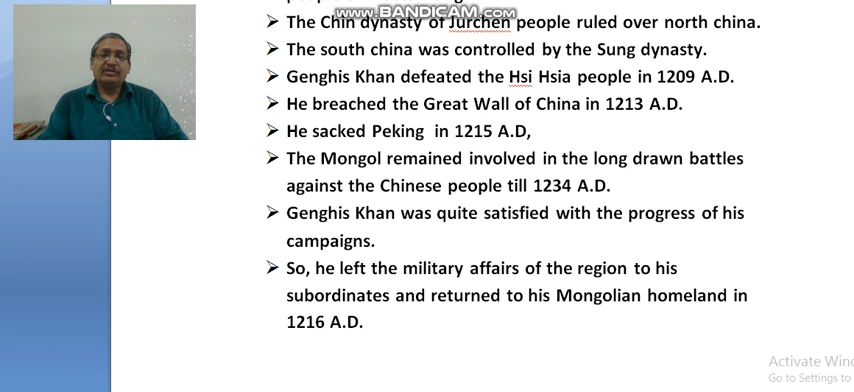 www.BANDICAM.com
➢ The Chin dynasty of Jurchen people ruled over north china.
➢ The south china was controlled by the Sung dynasty.
➢ Genghis Khan defeated the Hsi Hsia people in 1209 A.D.
➢ He breached the Great Wall of China in 1213 A.D.
➢ He sacked Peking in 1215 A.D,
➢ The Mongol remained involved in the long drawn battles
against the Chinese people till 1234 A.D.
➢ Genghis Khan was quite satisfied with the progress of his
campaigns.
➢ So, he left the military affairs of the region to his
subordinates and returned to his Mongolian homeland in
1216 A.D.
Activate Win
Go to Settings to